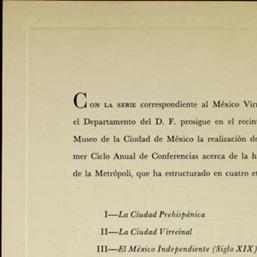 CON LA SERIE correspondiente al México
el Departamento del D. F. prosigue en el
Museo de la Ciudad de México la realización de
mer Ciclo Anual de Conferencias acerca de la
de la Metrópoli, que ha estructurado en cuatro
I—La Ciudad Prehispánica
II—La Ciudad Virreinal
III—El México Independiente (Siglo XIX)